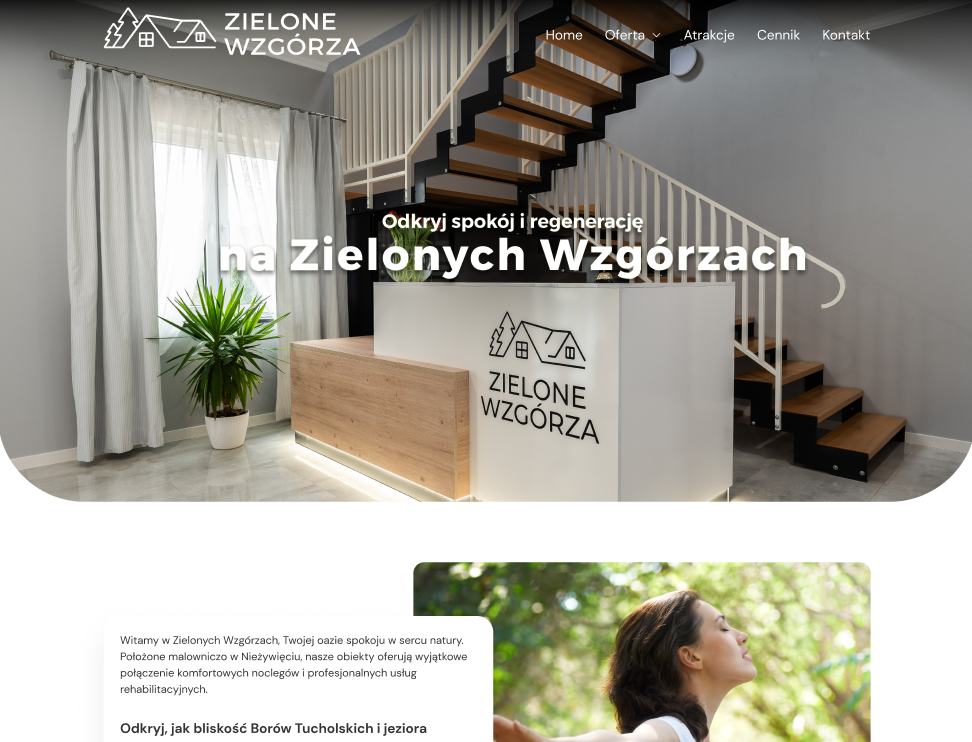 ZIELONE
WZGÓRZA
Home Oferta Atrakcje Cennik Kontakt
Odkryj spokój i regenerację
na Zielonych Wzgórzach
ZIELONE
WZGÓRZA
Witamy w Zielonych Wzgórzach, Twojej oazie spokoju w sercu natury.
Położone malowniczo w Nieżywięciu, nasze obiekty oferują wyjątkowe
połączenie komfortowych noclegów i profesjonalnych usług
rehabilitacyjnych.
Odkryj, jak bliskość Borów Tucholskich i jeziora